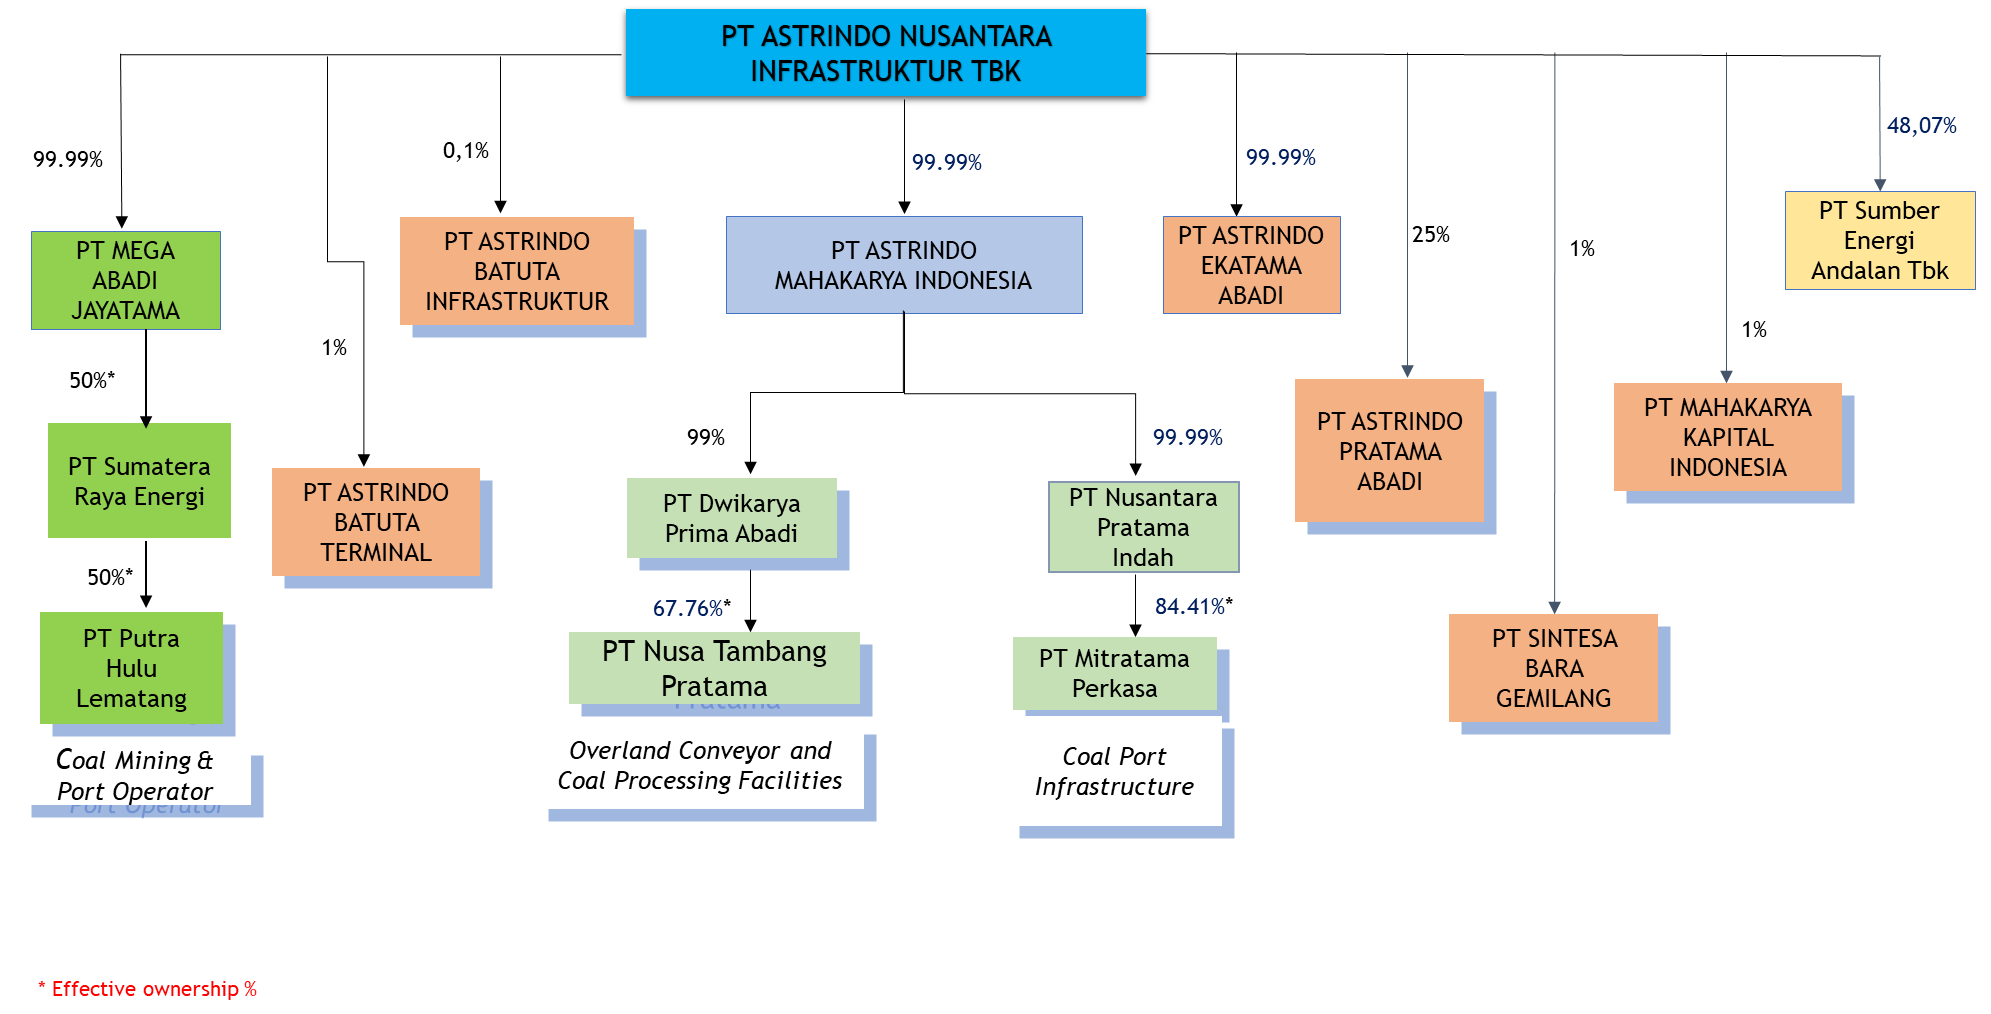 PT ASTRINDO NUSANTARA
INFRASTRUKTUR TBK
99.99%
0,1%
99.99%
99.99%
48,07%
PT MEGA
ABADI
JAYATAMA
PT ASTRINDO
BATUTA
INFRASTRUKTUR
PT ASTRINDO
MAHAKARYA INDONESIA
PT ASTRINDO
EKATAMA
ABADI
25%
1%
PT Sumber
Energi
Andalan Tbk
1%
1%
50%*
99%
99.99%
PT Sumatera
Raya Energi
PT ASTRINDO
BATUTA
TERMINAL
PT Dwikarya
Prima Abadi
PT Nusantara
Pratama
Indah
PT ASTRINDO
PRATAMA
ABADI
PT MAHAKARYA
KAPITAL
INDONESIA
50%*
67.76%*
84.41%*
PT Putra
Hulu
Lematang
PT Nusa Tambang
Pratama
PT Mitratama
Perkasa
PT SINTESA
BARA
GEMILANG
Coal Mining &
Port Operator
Overland Conveyor and
Coal Processing Facilities
Coal Port
Infrastructure
* Effective ownership %